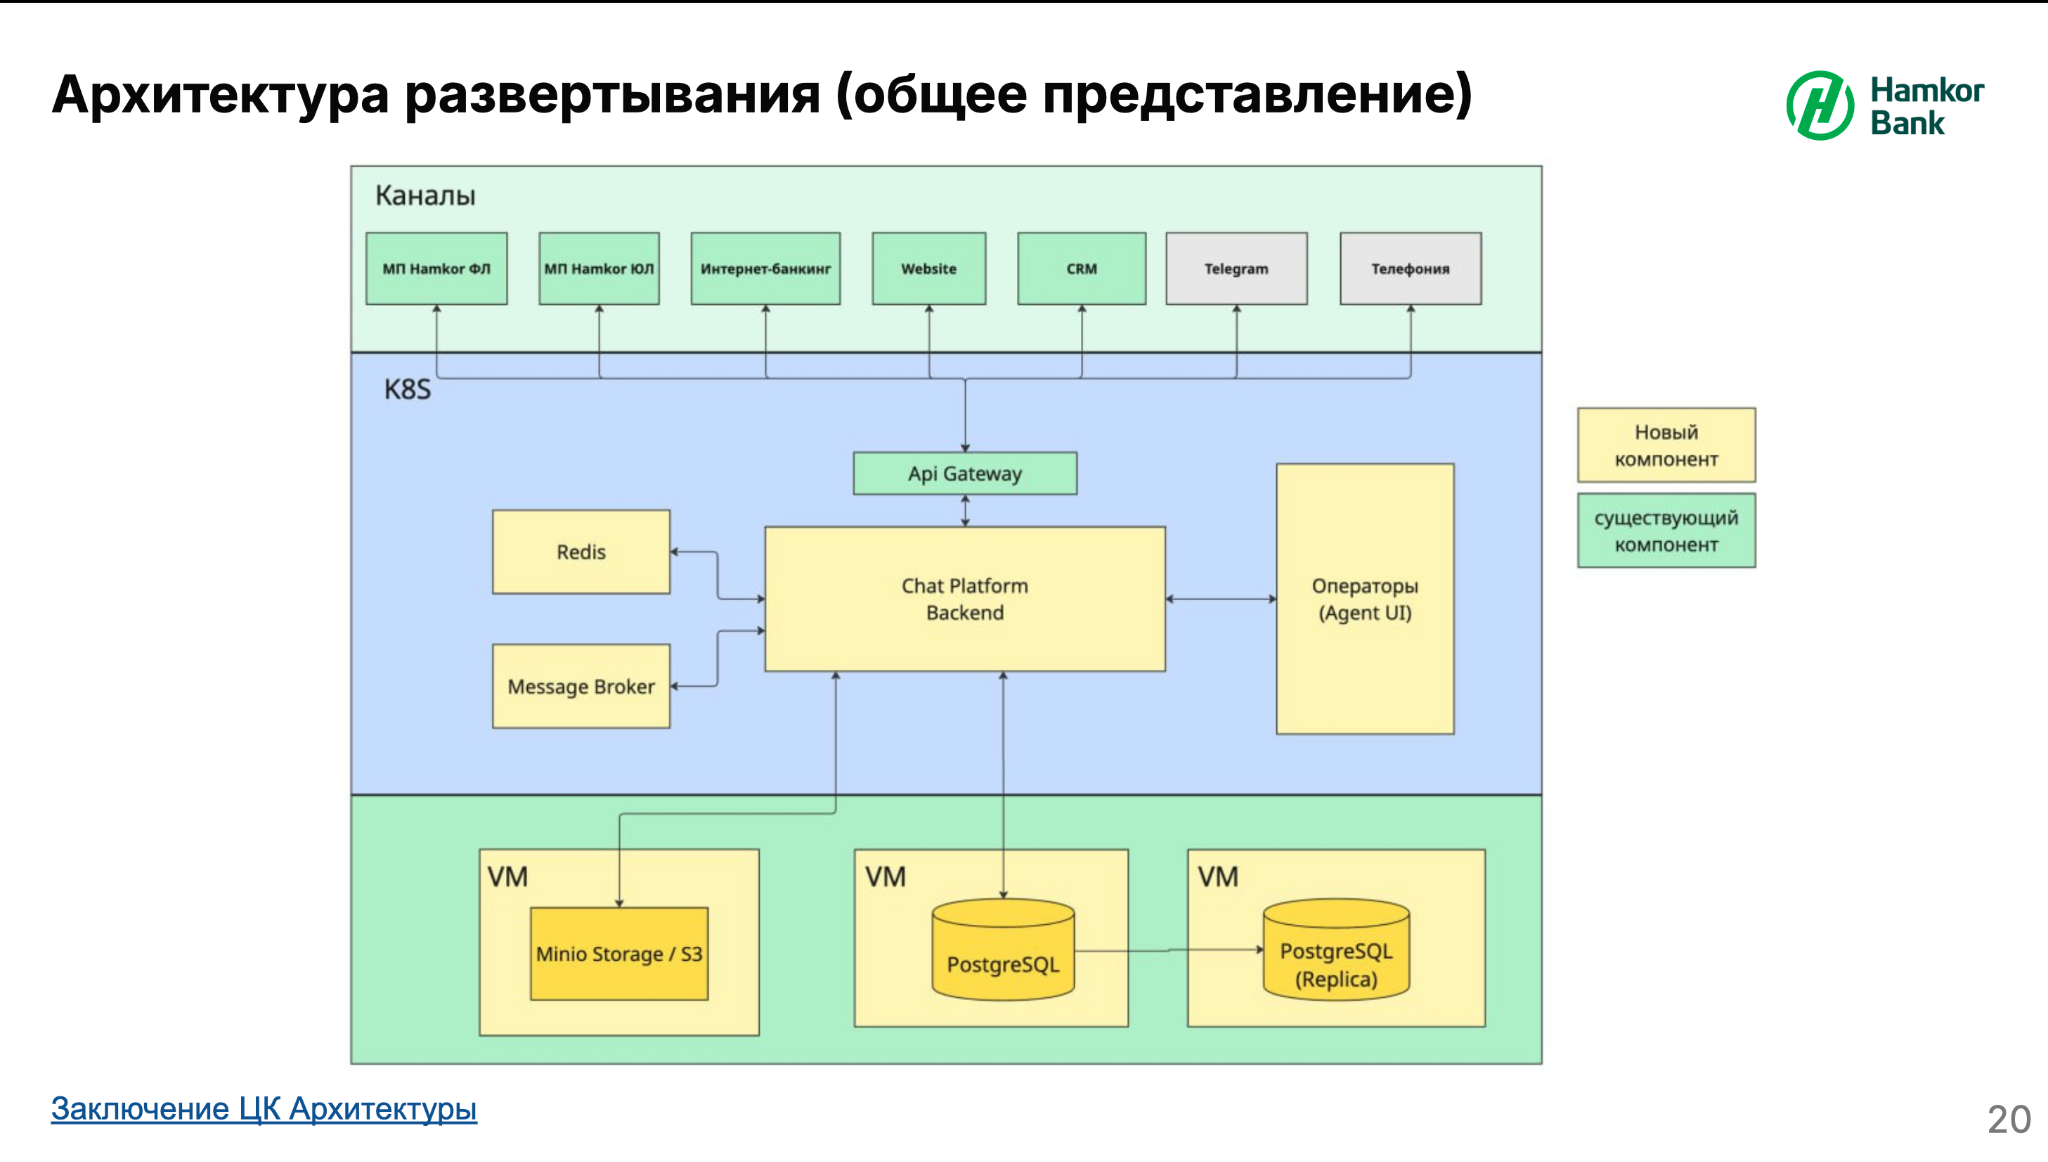 Архитектура развертывания (общее представление)
Hamkor
Bank
Каналы
МП Hamkor ФЛ
МП Hamkor ЮЛ
Интернет-банкинг
Website
CRM
Telegram
Телефония
K8S
Api Gateway
Новый
компонент
существующий
компонент
Redis
Chat Platform
Backend
Операторы
(Agent UI)
Message Broker
VM
Minio Storage / S3
VM
PostgreSQL
VM
PostgreSQL
(Replica)
Заключение ЦК Архитектуры
20